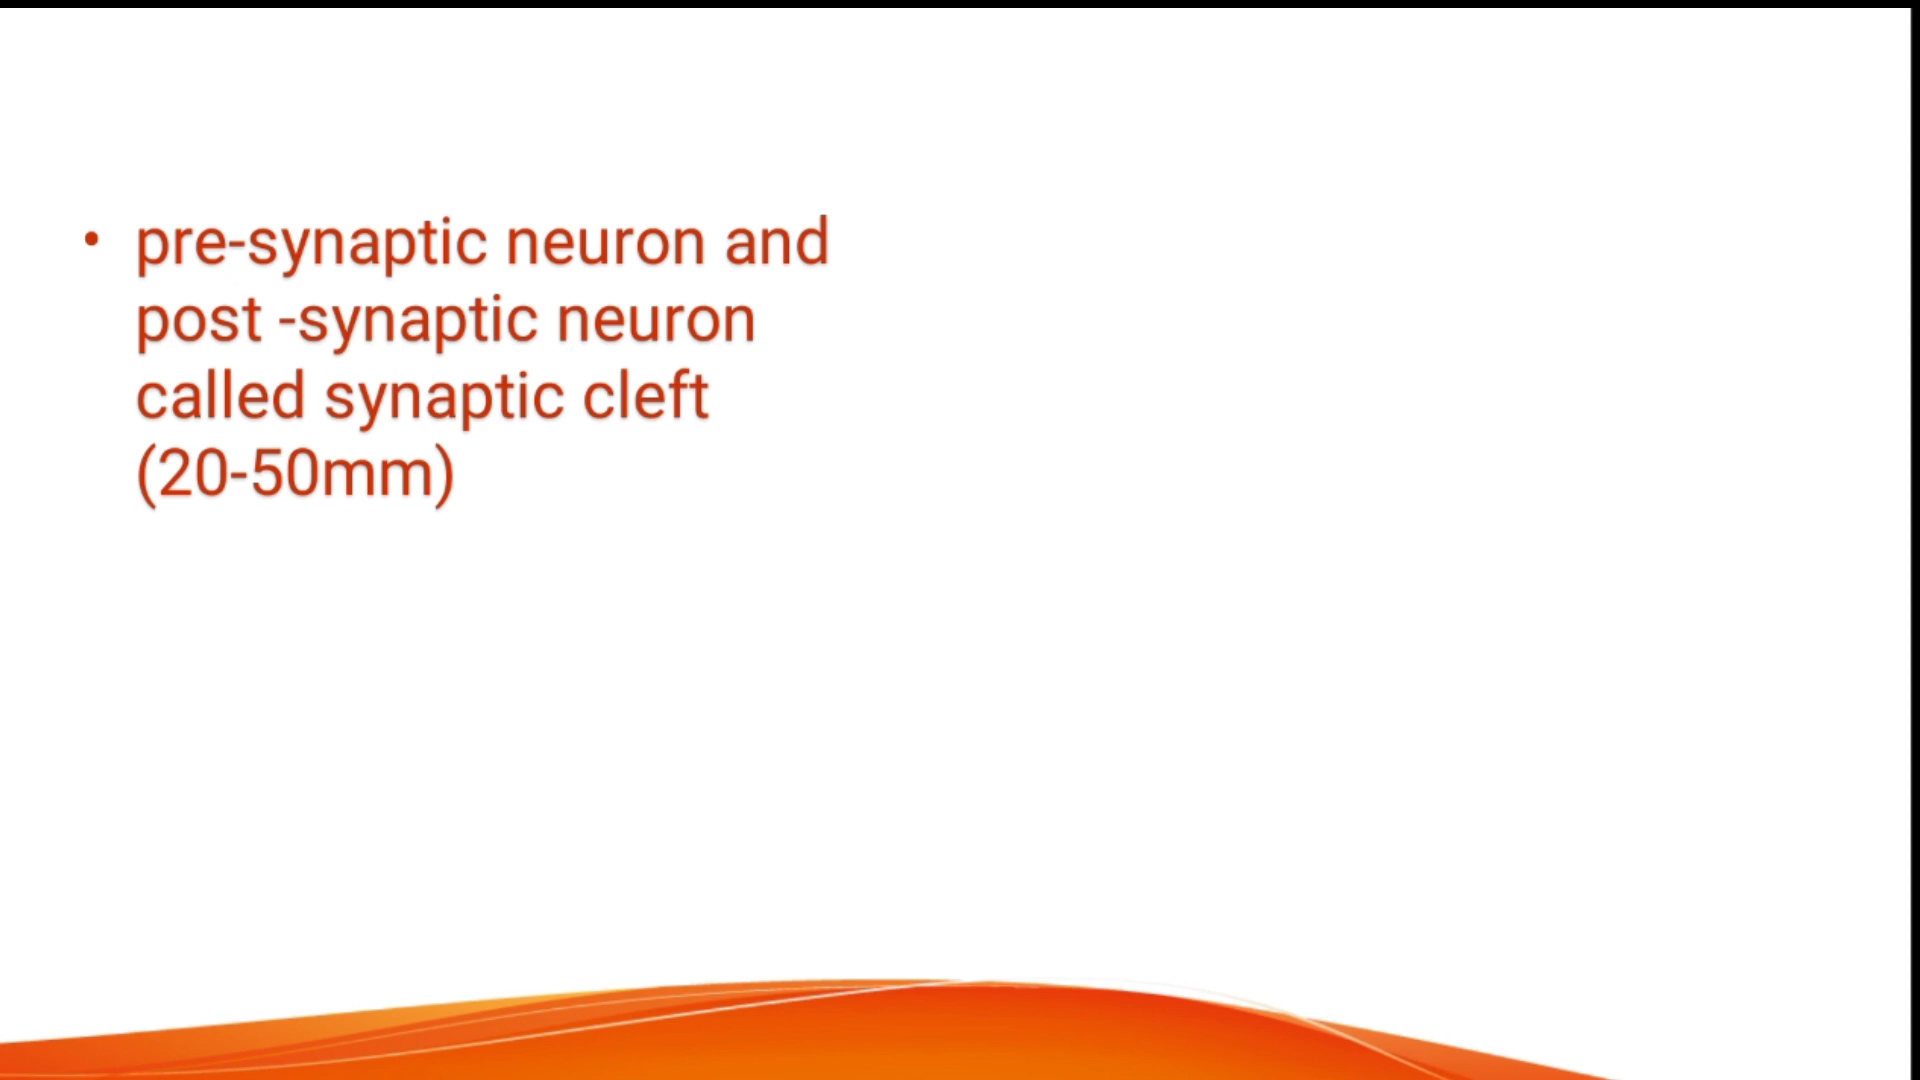 • pre-synaptic neuron and
post -synaptic neuron
called synaptic cleft
(20-50mm)